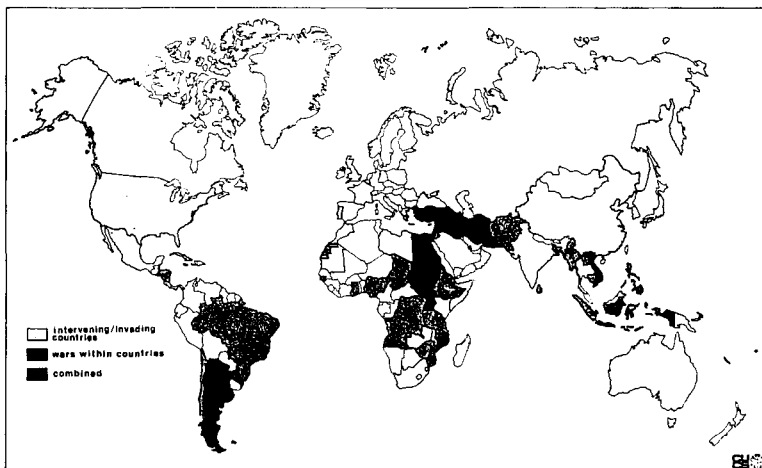 intervening/invading
countries
wars within countries
combined